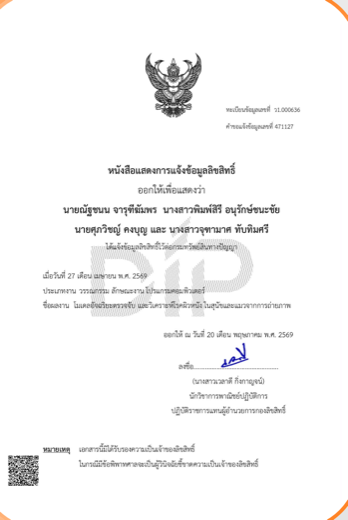 ทะเบียนข้อมูลเลขที่ ว1.000636
คำขอแจ้งข้อมูลเลขที่ 471127
หนังสือแสดงการแจ้งข้อมูลลิขสิทธิ์
ออกให้เพื่อแสดงว่า
นายณัฐชนน จารุฑีฆัมพร นางสาวพิมพ์สิรี อนุรักษ์ชนะชัย
นายศุภวิชญ์ คงบุญ และ นางสาวจุฑามาศ ทับทิมศรี
ได้แจ้งข้อมูลลิขสิทธิ์ไว้ต่อกรมทรัพย์สินทางปัญญา
DIP
เมื่อวันที่ 27 เดือน เมษายน พ.ศ. 2569
ประเภทงาน วรรณกรรม ลักษณะงาน โปรแกรมคอมพิวเตอร์
ชื่อผลงาน โมเดลอัจฉริยะตรวจจับ และวิเคราะห์โรคผิวหนังในสุนัขและแมวจากการถ่ายภาพ
ออกให้ ณ วันที่ 20 เดือน พฤษภาคม พ.ศ. 2569
ลงชื่อ
(นางสาวเวลาดี กิ่งกาญจน์)
นักวิชาการพาณิชย์ปฏิบัติการ
ปฏิบัติราชการแทนผู้อำนวยการกองลิขสิทธิ์
หมายเหตุ เอกสารนี้มิได้รับรองความเป็นเจ้าของลิขสิทธิ์
ในกรณีมีข้อพิพาทศาลจะเป็นผู้วินิจฉัยชี้ขาดความเป็นเจ้าของลิขสิทธิ์